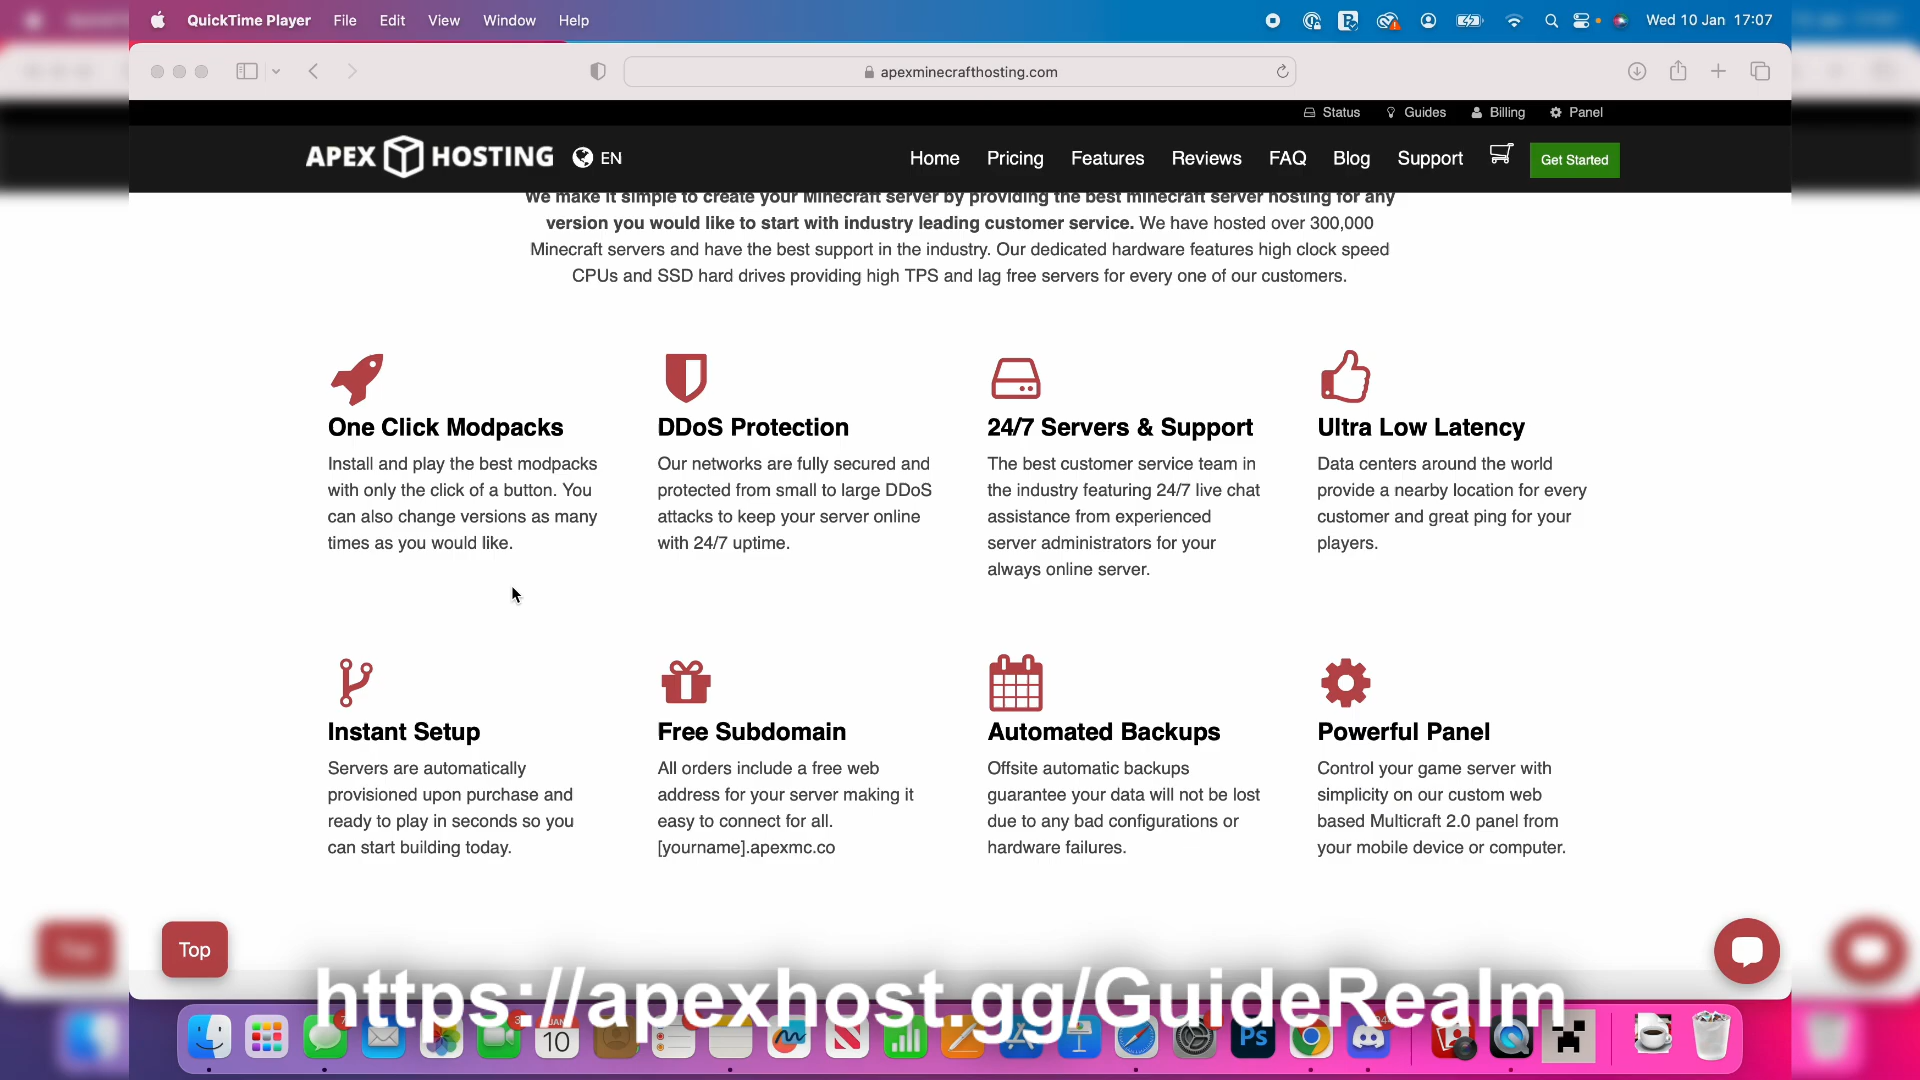 QuickTime Player File Edit View Window Help
Wed 10 Jan 17:07
apexminecrafthosting.com
Status Guides Billing Panel
APEX HOSTING EN
Home Pricing Features Reviews FAQ Blog Support Get Started
We make it simple to create your Minecraft server by providing the best minecraft server hosting for any
version you would like to start with industry leading customer service. We have hosted over 300,000
Minecraft servers and have the best support in the industry. Our dedicated hardware features high clock speed
CPUs and SSD hard drives providing high TPS and lag free servers for every one of our customers.
One Click Modpacks
Install and play the best modpacks
with only the click of a button. You
can also change versions as many
times as you would like.
DDoS Protection
Our networks are fully secured and
protected from small to large DDoS
attacks to keep your server online
with 24/7 uptime.
24/7 Servers & Support
The best customer service team in
the industry featuring 24/7 live chat
assistance from experienced
server administrators for your
always online server.
Ultra Low Latency
Data centers around the world
provide a nearby location for every
customer and great ping for your
players.
Instant Setup
Servers are automatically
provisioned upon purchase and
ready to play in seconds so you
can start building today.
Free Subdomain
All orders include a free web
address for your server making it
easy to connect for all.
[yourname].apexmc.co
Automated Backups
Offsite automatic backups
guarantee your data will not be lost
due to any bad configurations or
hardware failures.
Powerful Panel
Control your game server with
simplicity on our custom web
based Multicraft 2.0 panel from
your mobile device or computer.
Top
https://apexhost.gg/GuideRealm
10
Ps